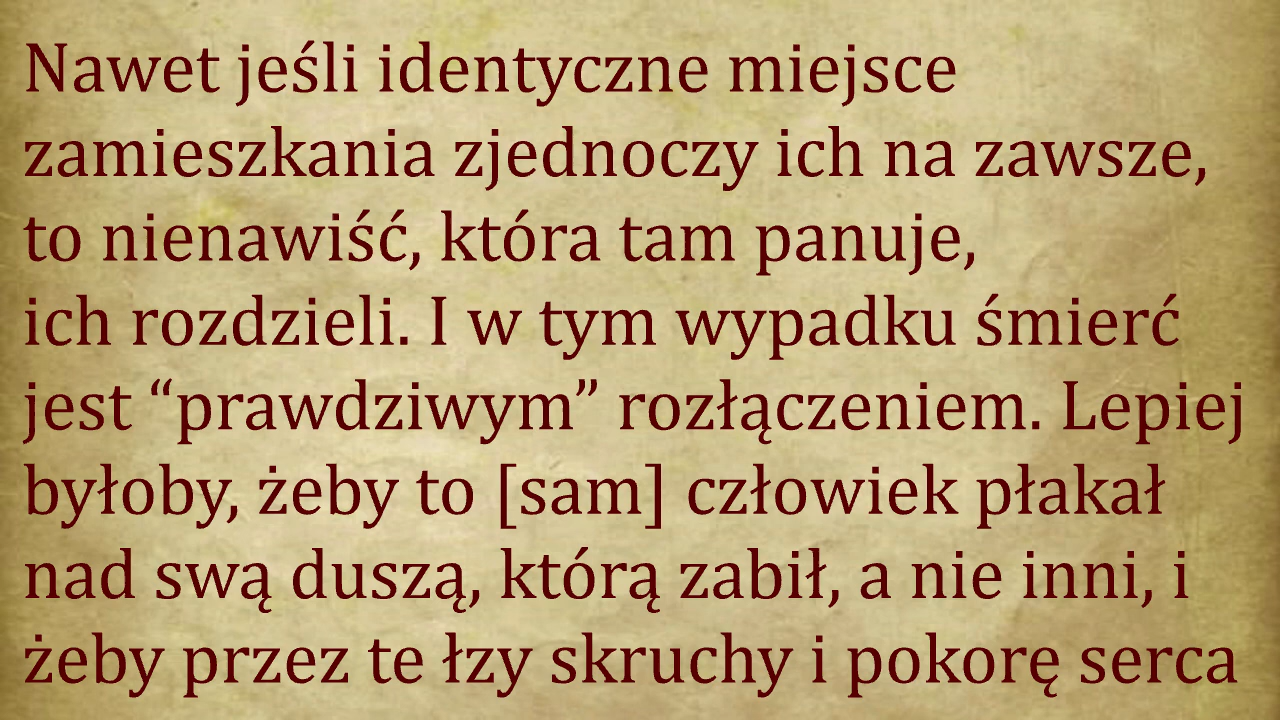 Nawet jeśli identyczne miejsce
zamieszkania zjednoczy ich na zawsze,
to nienawiść, która tam panuje,
ich rozdzieli. I w tym wypadku śmierć
jest “prawdziwym” rozłączeniem. Lepiej
byłoby, żeby to [sam] człowiek płakał
nad swą duszą, którą zabił, a nie inni, i
żeby przez te łzy skruchy i pokorę serca